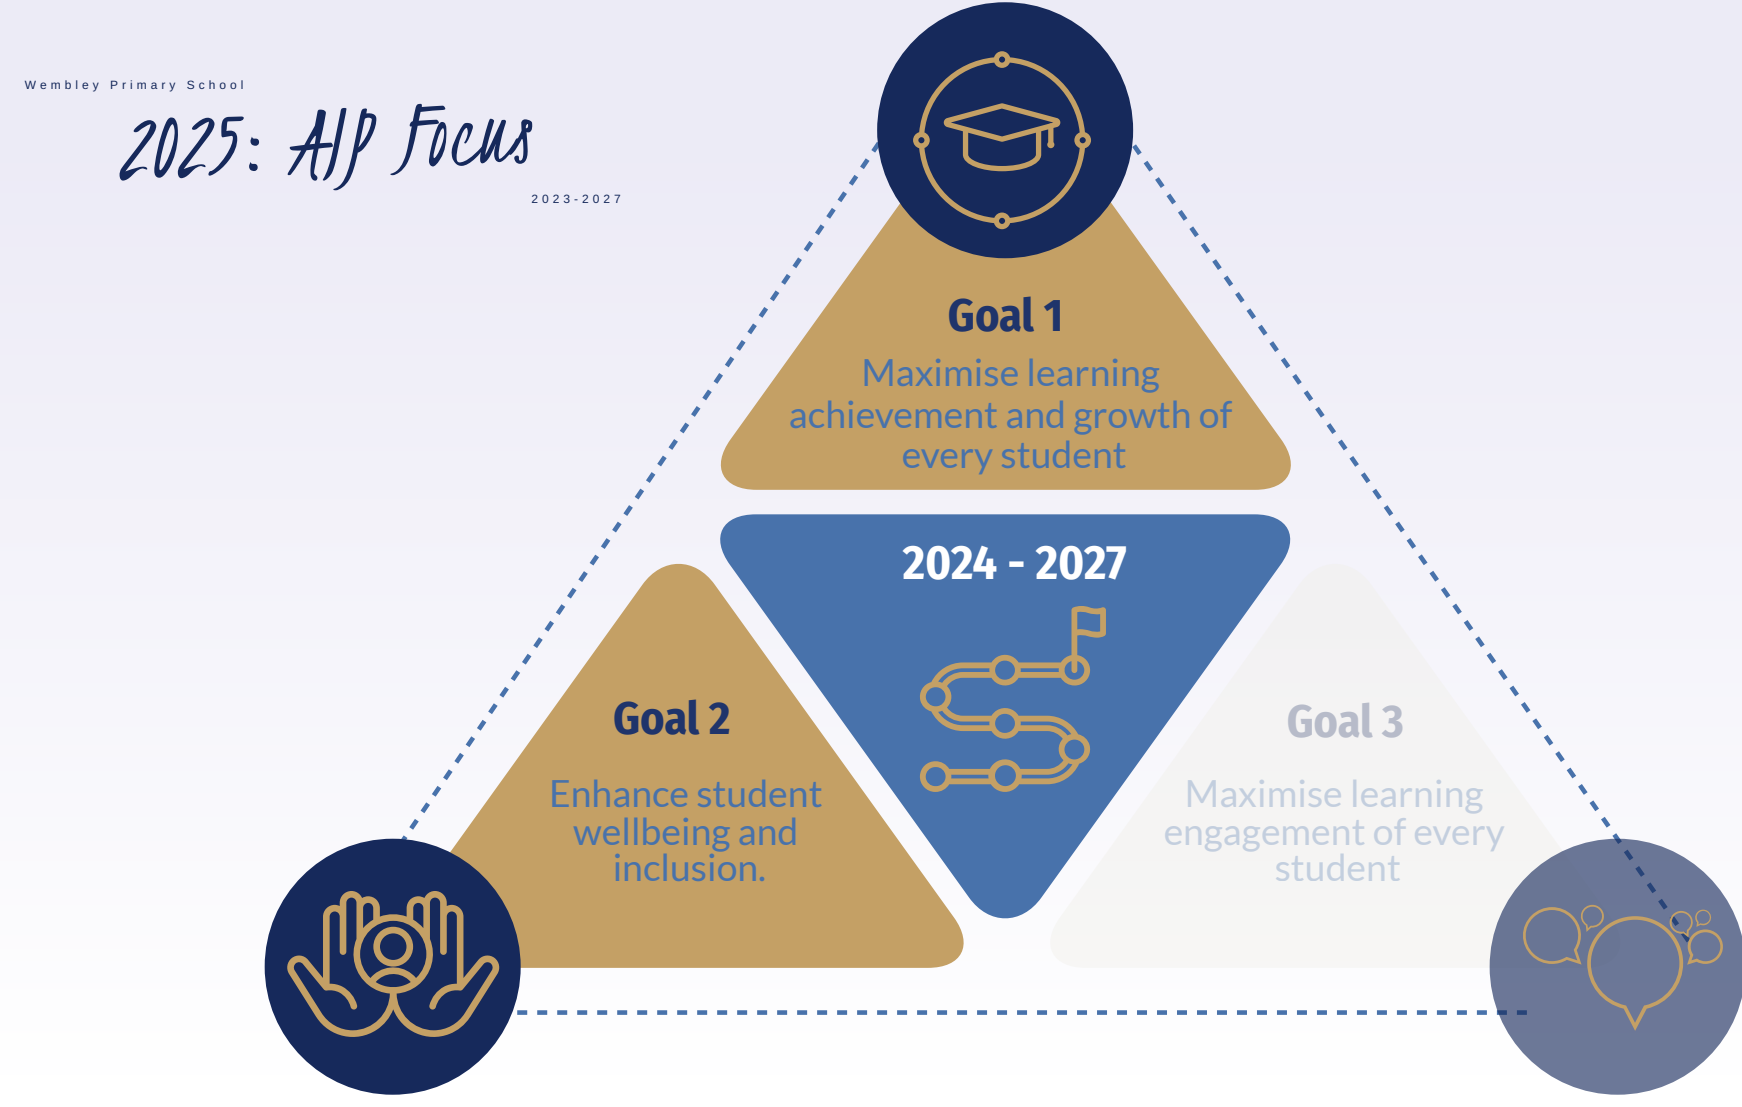 Wembley Primary School
2025: AIP Focus
2023-2027
Goal 1
Maximise learning
achievement and growth of
every student
2024 - 2027
Goal 2
Enhance student
wellbeing and
inclusion.
Goal 3
Maximise learning
engagement of every
student